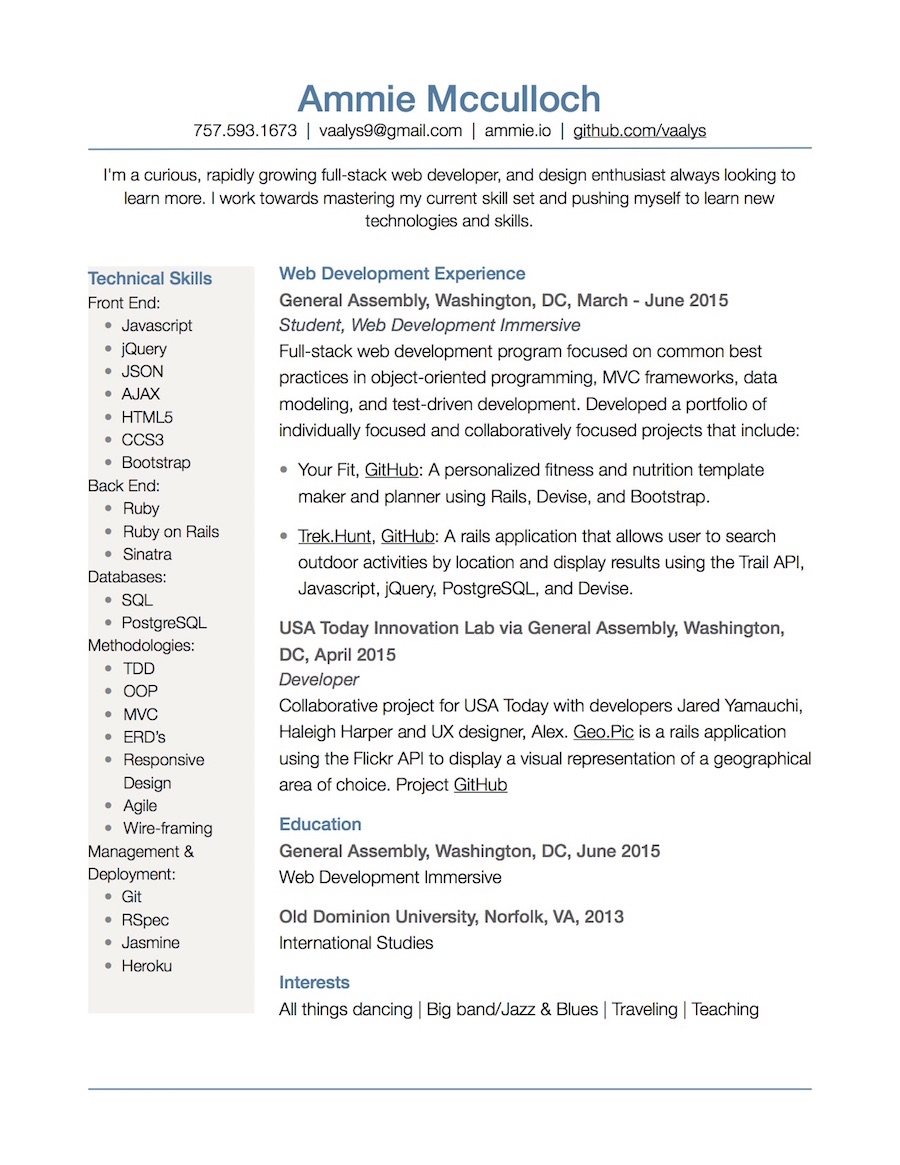 Ammie Mcculloch
757.593.1673 | vaalys9@gmail.com | ammie.io | github.com/vaalys
I'm a curious, rapidly growing full-stack web developer, and design enthusiast always looking to
learn more. I work towards mastering my current skill set and pushing myself to learn new
technologies and skills.
Technical Skills
Front End:
• Javascript
• jQuery
• JSON
• AJAX
• HTML5
• CCS3
• Bootstrap
Back End:
• Ruby
• Ruby on Rails
• Sinatra
Databases:
• SQL
• PostgreSQL
Methodologies:
• TDD
• OOP
• MVC
• ERD's
• Responsive
Design
• Agile
• Wire-framing
Management &
Deployment:
• Git
• RSpec
• Jasmine
• Heroku
Web Development Experience
General Assembly, Washington, DC, March - June 2015
Student, Web Development Immersive
Full-stack web development program focused on common best
practices in object-oriented programming, MVC frameworks, data
modeling, and test-driven development. Developed a portfolio of
individually focused and collaboratively focused projects that include:
• Your Fit, GitHub: A personalized fitness and nutrition template
maker and planner using Rails, Devise, and Bootstrap.
• Trek.Hunt, GitHub: A rails application that allows user to search
outdoor activities by location and display results using the Trail API,
Javascript, jQuery, PostgreSQL, and Devise.
USA Today Innovation Lab via General Assembly, Washington,
DC, April 2015
Developer
Collaborative project for USA Today with developers Jared Yamauchi,
Haleigh Harper and UX designer, Alex. Geo.Pic is a rails application
using the Flickr API to display a visual representation of a geographical
area of choice. Project GitHub
Education
General Assembly, Washington, DC, June 2015
Web Development Immersive
Old Dominion University, Norfolk, VA, 2013
International Studies
Interests
All things dancing | Big band/Jazz & Blues | Traveling | Teaching